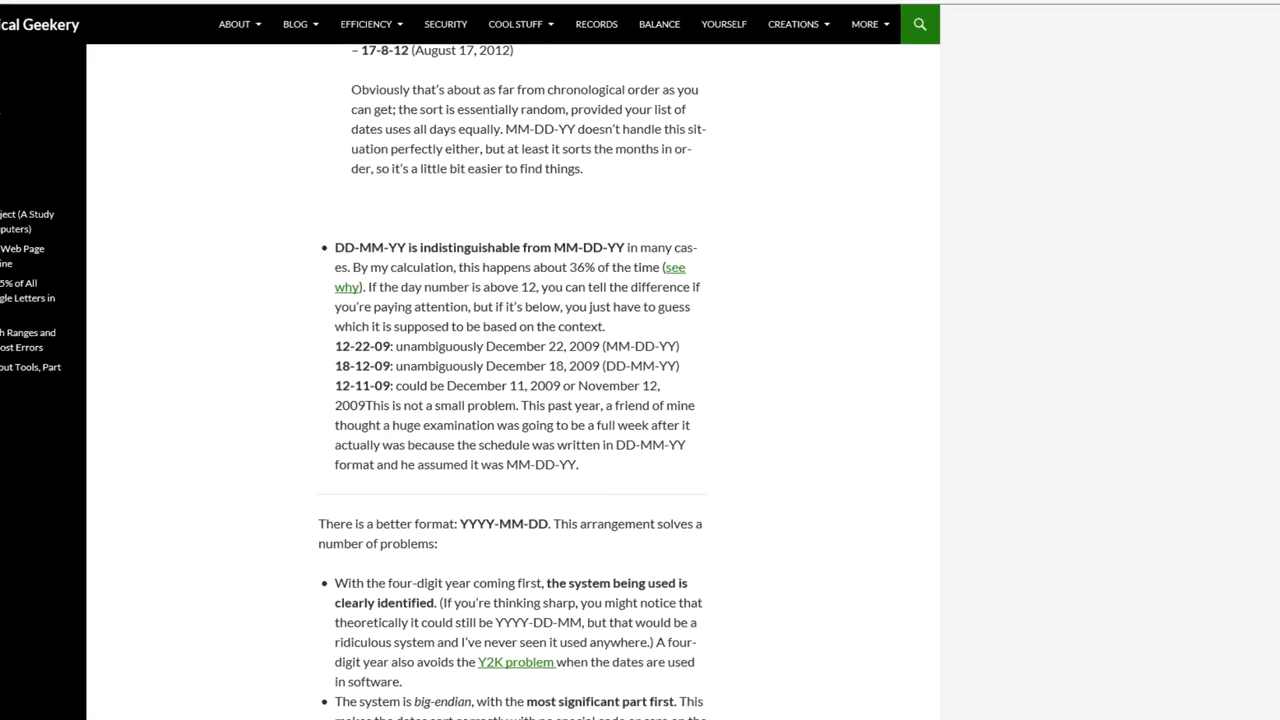 ical Geekery
ABOUT BLOG EFFICIENCY SECURITY COOL STUFF RECORDS BALANCE YOURSELF CREATIONS MORE
ject (A Study
puters)
Web Page
ine
5% of All
gle Letters in
h Ranges and
ost Errors
out Tools, Part
– 17-8-12 (August 17, 2012)
Obviously that's about as far from chronological order as you
can get; the sort is essentially random, provided your list of
dates uses all days equally. MM-DD-YY doesn't handle this sit-
uation perfectly either, but at least it sorts the months in or-
der, so it's a little bit easier to find things.
• DD-MM-YY is indistinguishable from MM-DD-YY in many cas-
es. By my calculation, this happens about 36% of the time (see
why). If the day number is above 12, you can tell the difference if
you're paying attention, but if it's below, you just have to guess
which it is supposed to be based on the context.
12-22-09: unambiguously December 22, 2009 (MM-DD-YY)
18-12-09: unambiguously December 18, 2009 (DD-MM-YY)
12-11-09: could be December 11, 2009 or November 12,
2009This is not a small problem. This past year, a friend of mine
thought a huge examination was going to be a full week after it
actually was because the schedule was written in DD-MM-YY
format and he assumed it was MM-DD-YY.
There is a better format: YYYY-MM-DD. This arrangement solves a
number of problems:
• With the four-digit year coming first, the system being used is
clearly identified. (If you're thinking sharp, you might notice that
theoretically it could still be YYYY-DD-MM, but that would be a
ridiculous system and I've never seen it used anywhere.) A four-
digit year also avoids the Y2K problem when the dates are used
in software.
• The system is big-endian, with the most significant part first. This